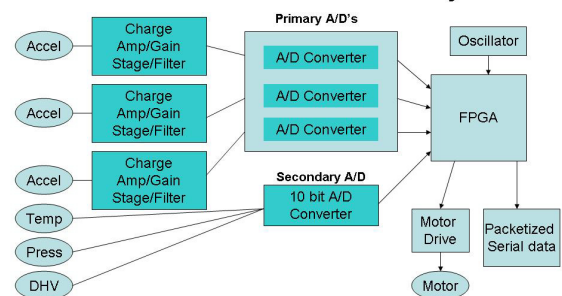 Primary A/D's
Accel
Charge
Amp/Gain
Stage/Filter
A/D Converter
Oscillator
Accel
Charge
Amp/Gain
Stage/Filter
A/D Converter
FPGA
Accel
Charge
Amp/Gain
Stage/Filter
A/D Converter
Secondary A/D
Temp
10 bit A/D
Converter
Press
DHV
Motor
Drive
Packetized
Serial data
Motor